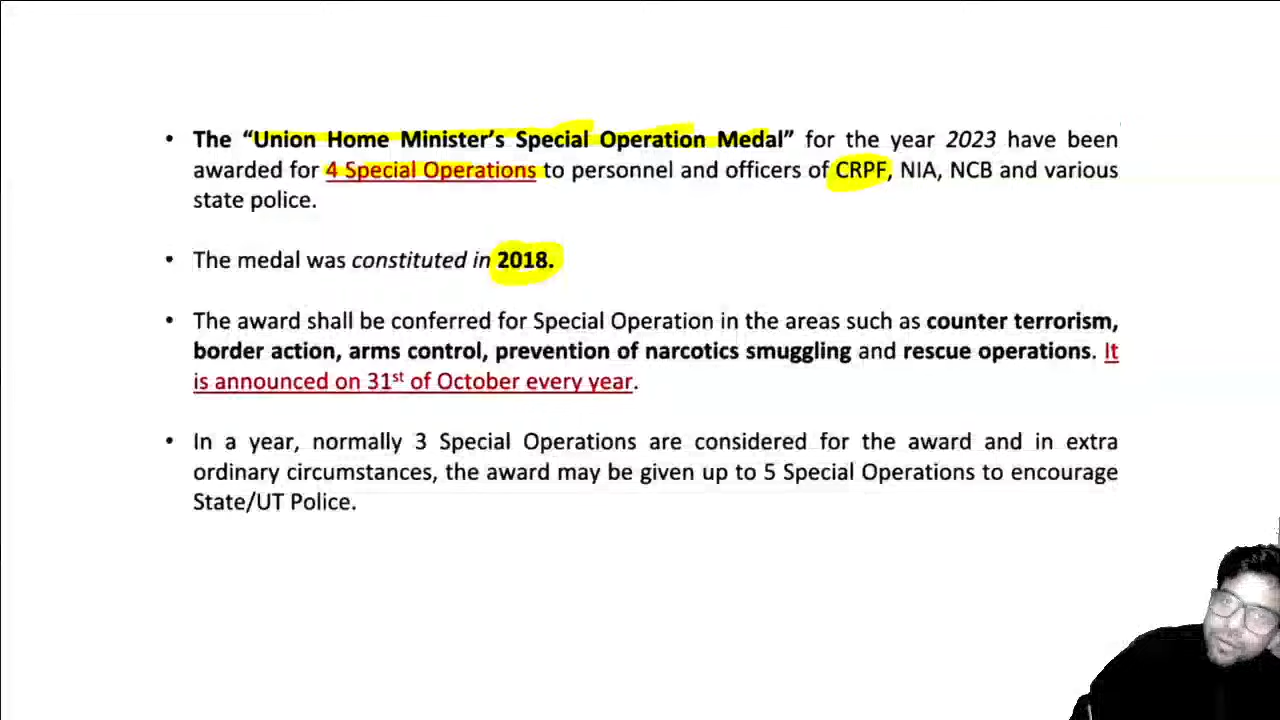 • The “Union Home Minister’s Special Operation Medal” for the year 2023 have been
awarded for 4 Special Operations to personnel and officers of CRPF, NIA, NCB and various
state police.
• The medal was constituted in 2018.
• The award shall be conferred for Special Operation in the areas such as counter terrorism,
border action, arms control, prevention of narcotics smuggling and rescue operations. It
is announced on 31st of October every year.
• In a year, normally 3 Special Operations are considered for the award and in extra
ordinary circumstances, the award may be given up to 5 Special Operations to encourage
State/UT Police.